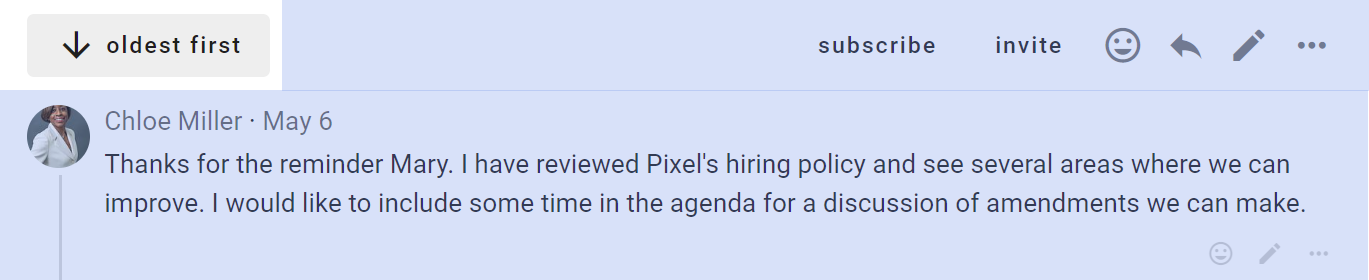 oldest first
subscribe
invite
Chloe Miller · May 6
Thanks for the reminder Mary. I have reviewed Pixel's hiring policy and see several areas where we can
improve. I would like to include some time in the agenda for a discussion of amendments we can make.